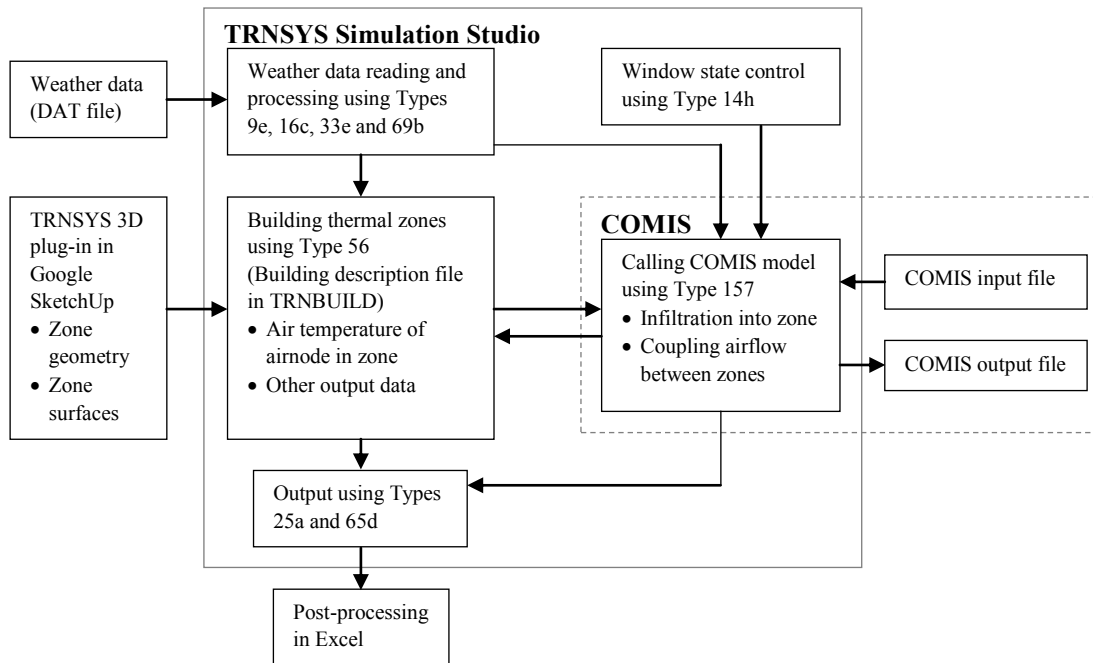 TRNSYS Simulation Studio
Weather data
(DAT file)
Weather data reading and
processing using Types
9e, 16c, 33e and 69b
Window state control
using Type 14h
TRNSYS 3D
plug-in in
Google
SketchUp
• Zone
geometry
• Zone
surfaces
Building thermal zones
using Type 56
(Building description file
in TRNBUILD)
• Air temperature of
airnode in zone
• Other output data
COMIS
Calling COMIS model
using Type 157
• Infiltration into zone
• Coupling airflow
between zones
COMIS input file
COMIS output file
Output using Types
25a and 65d
Post-processing
in Excel